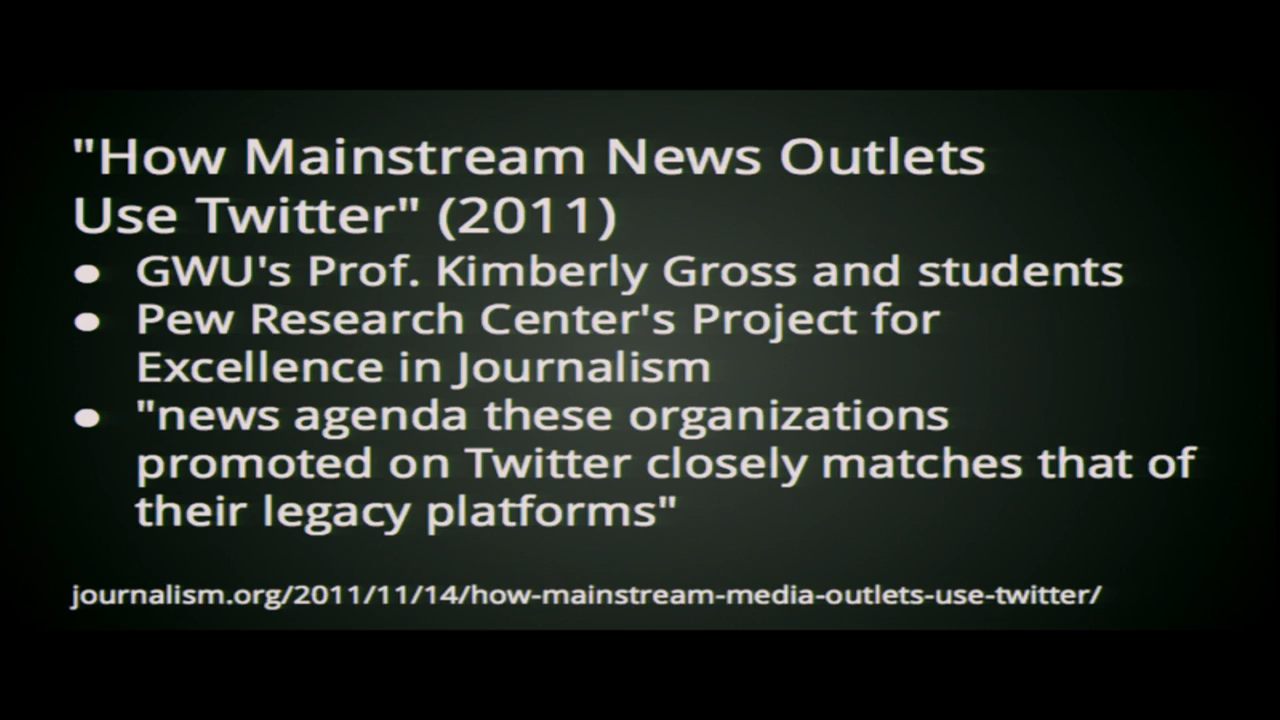 "How Mainstream News Outlets
Use Twitter" (2011)
● GWU's Prof. Kimberly Gross and students
● Pew Research Center's Project for
Excellence in Journalism
● "news agenda these organizations
promoted on Twitter closely matches that of
their legacy platforms"
journalism.org/2011/11/14/how-mainstream-media-outlets-use-twitter/